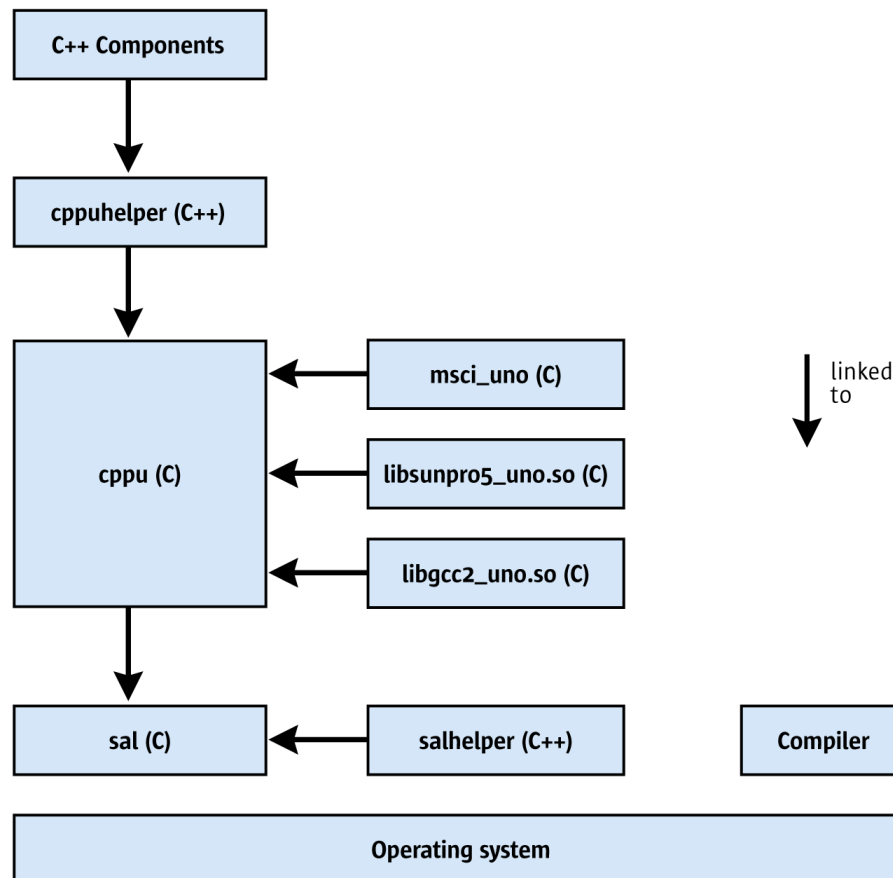 C++ Components
cppuhelper (C++)
cppu (C)
msci_uno (C)
libsunpro5_uno.so (C)
libgcc2_uno.so (C)
linked
to
sal (C)
salhelper (C++)
Compiler
Operating system